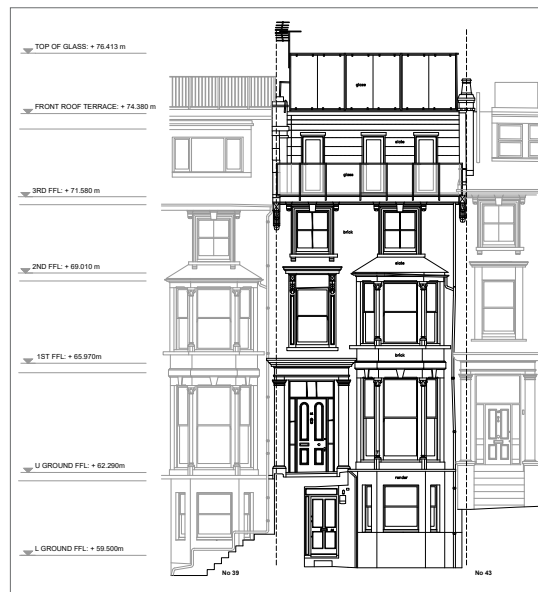 TOP OF GLASS: + 76.413 m
glass
FRONT ROOF TERRACE: + 74.380 m
slate
glass
3RD FFL: + 71.580 m
brick
slate
2ND FFL: + 69.010 m
brick
1ST FFL: + 65.970m
U GROUND FFL: + 62.290m
render
L GROUND FFL: + 59.500m
No 39
No 43